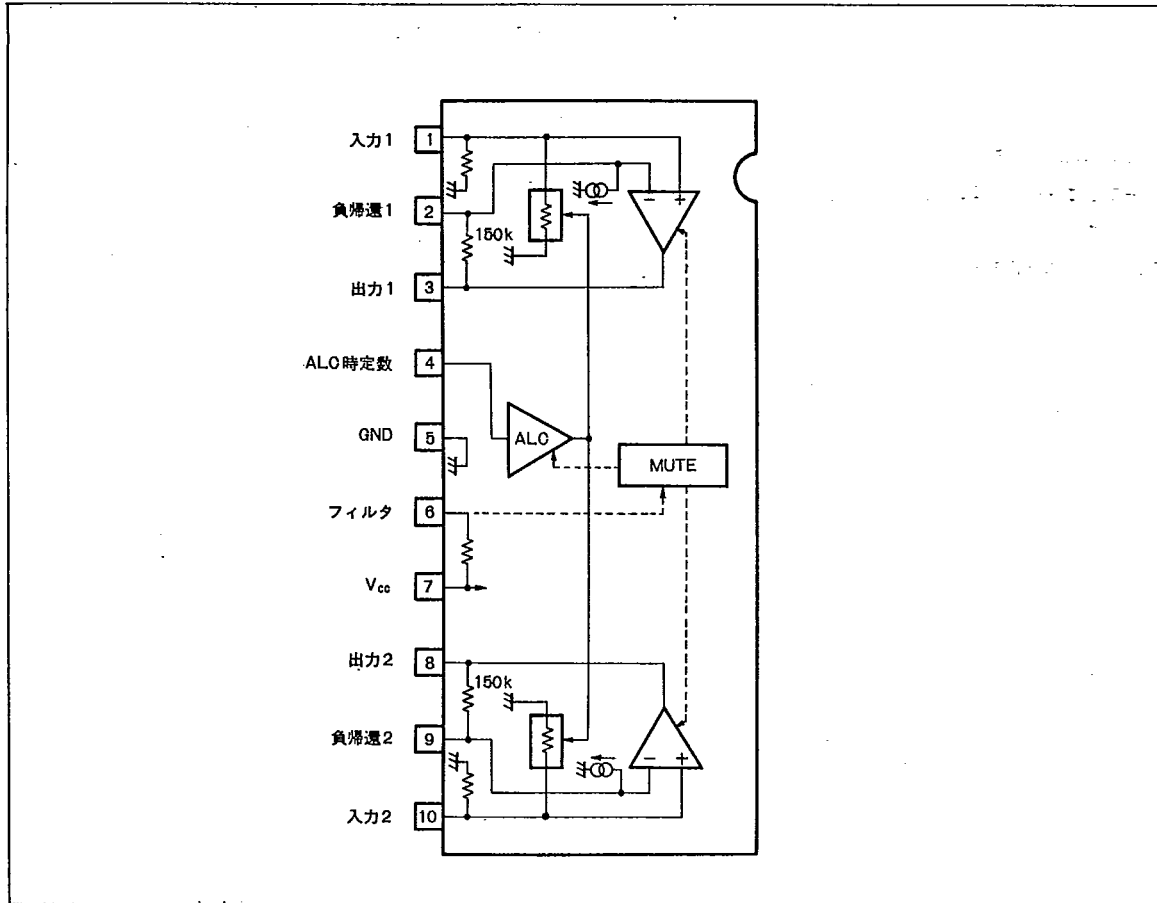 入力1 1
負帰還1 2
150k
− +
出力1 3
ALC時定数 4
GND 5
ALC
MUTE
フィルタ 6
Vcc 7
出力2 8
150k
負帰還2 9
− +
入力2 10